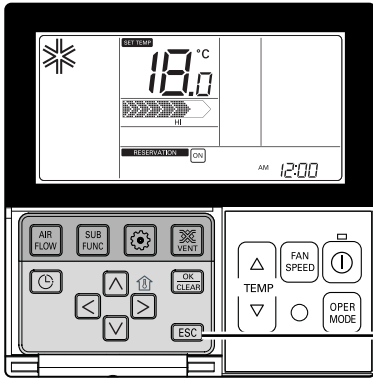 SET TEMP
18.0 °C
HI
RESERVATION ON
AM 12:00
AIR FLOW
SUB FUNC
VENT
OK CLEAR
ESC
TEMP
FAN SPEED
OPER MODE